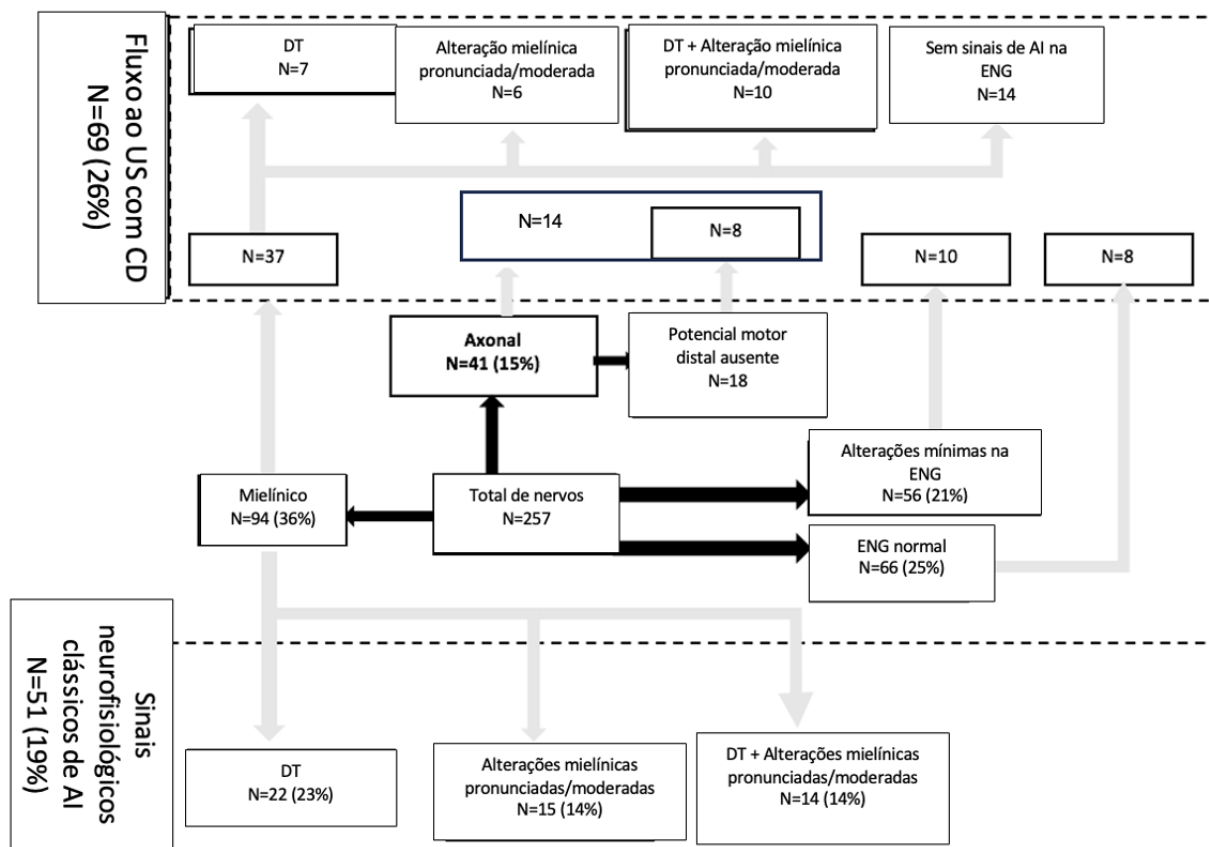 Fluxo ao US com CD
N=69 (26%)
DT
N=7
Alteração mielínica
pronunciada/moderada
N=6
DT + Alteração mielínica
pronunciada/moderada
N=10
Sem sinais de AI na
ENG
N=14
N=37
N=14
N=8
N=10
N=8
Axonal
N=41 (15%)
Potencial motor
distal ausente
N=18
Mielínico
N=94 (36%)
Total de nervos
N=257
Alterações mínimas na
ENG
N=56 (21%)
ENG normal
N=66 (25%)
Sinais
neurofisiológicos
clássicos de AI
N=51 (19%)
DT
N=22 (23%)
Alterações mielínicas
pronunciadas/moderadas
N=15 (14%)
DT + Alterações mielínicas
pronunciadas/moderadas
N=14 (14%)